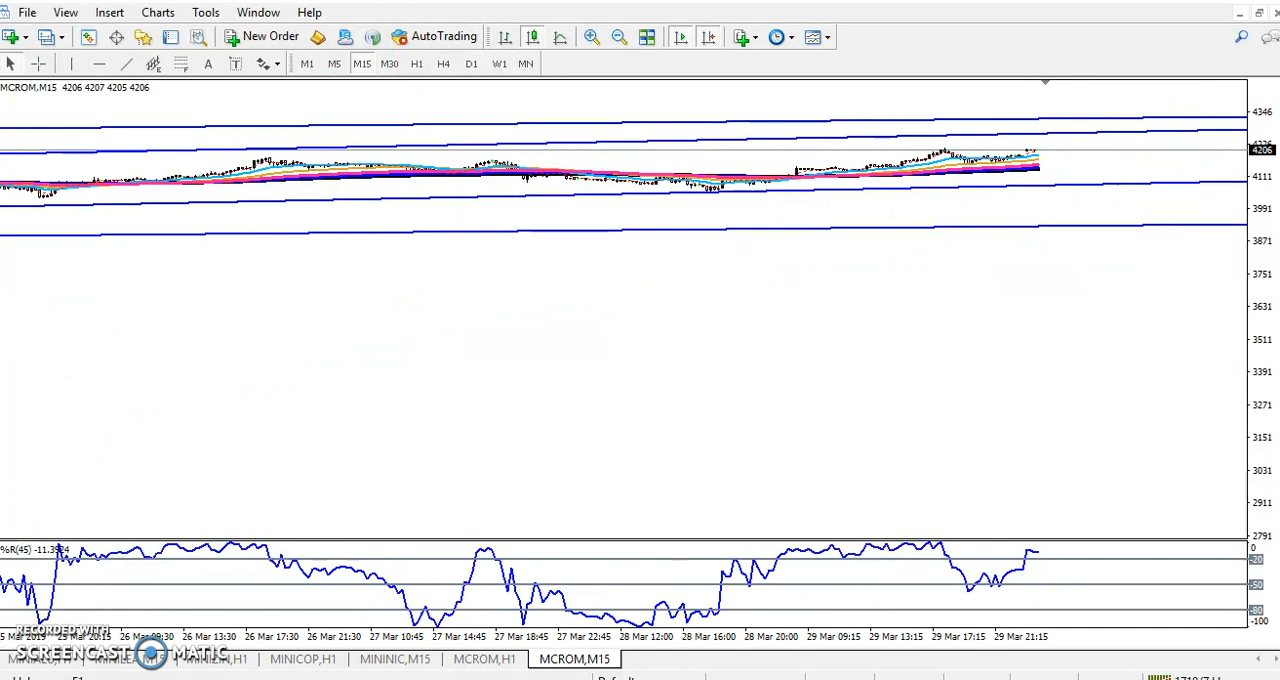 File View Insert Charts Tools Window Help
New Order AutoTrading
A T M1 M5 M15 M30 H1 H4 D1 W1 MN
MCROM,M15 4206 4207 4205 4206
4346
4206
4111
3991
3871
3751
3631
3511
3391
3271
3151
3031
2911
2791
%R(45) -11.3924
0
-20
-50
-80
-100
25 Mar 20:15 26 Mar 09:30 26 Mar 13:30 26 Mar 17:30 26 Mar 21:30 27 Mar 10:45 27 Mar 14:45 27 Mar 18:45 27 Mar 22:45 28 Mar 12:00 28 Mar 16:00 28 Mar 20:00 29 Mar 09:15 29 Mar 13:15 29 Mar 17:15 29 Mar 21:15
RECORDED WITH
SCREENCAST MATIC
MINICOP,H1 MININIC,M15 MCROM,H1 MCROM,M15